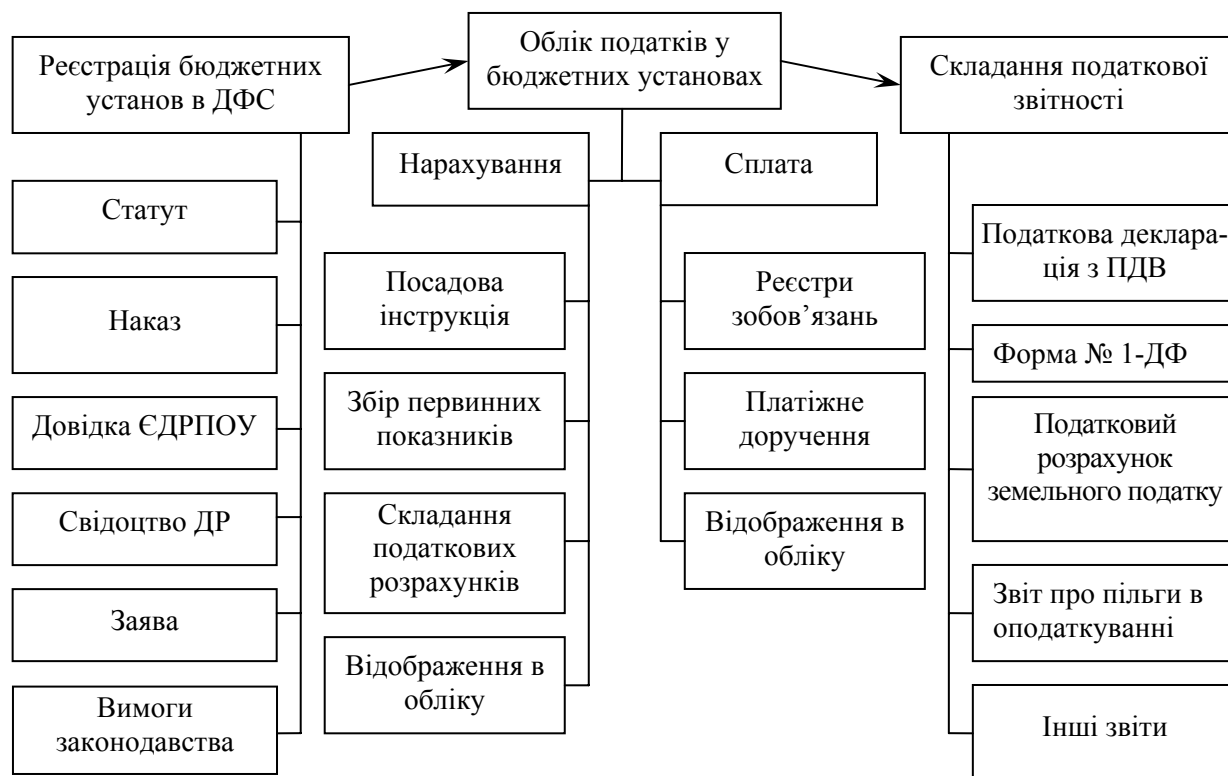 Реєстрація бюджетних
установ в ДФС
Облік податків у
бюджетних установах
Складання податкової
звітності
Статут
Наказ
Довідка ЄДРПОУ
Свідоцтво ДР
Заява
Вимоги
законодавства
Нарахування
Посадова
інструкція
Збір первинних
показників
Складання
податкових
розрахунків
Відображення в
обліку
Сплата
Реєстри
зобов’язань
Платіжне
доручення
Відображення в
обліку
Податкова деклара-
ція з ПДВ
Форма № 1-ДФ
Податковий
розрахунок
земельного податку
Звіт про пільги в
оподаткуванні
Інші звіти